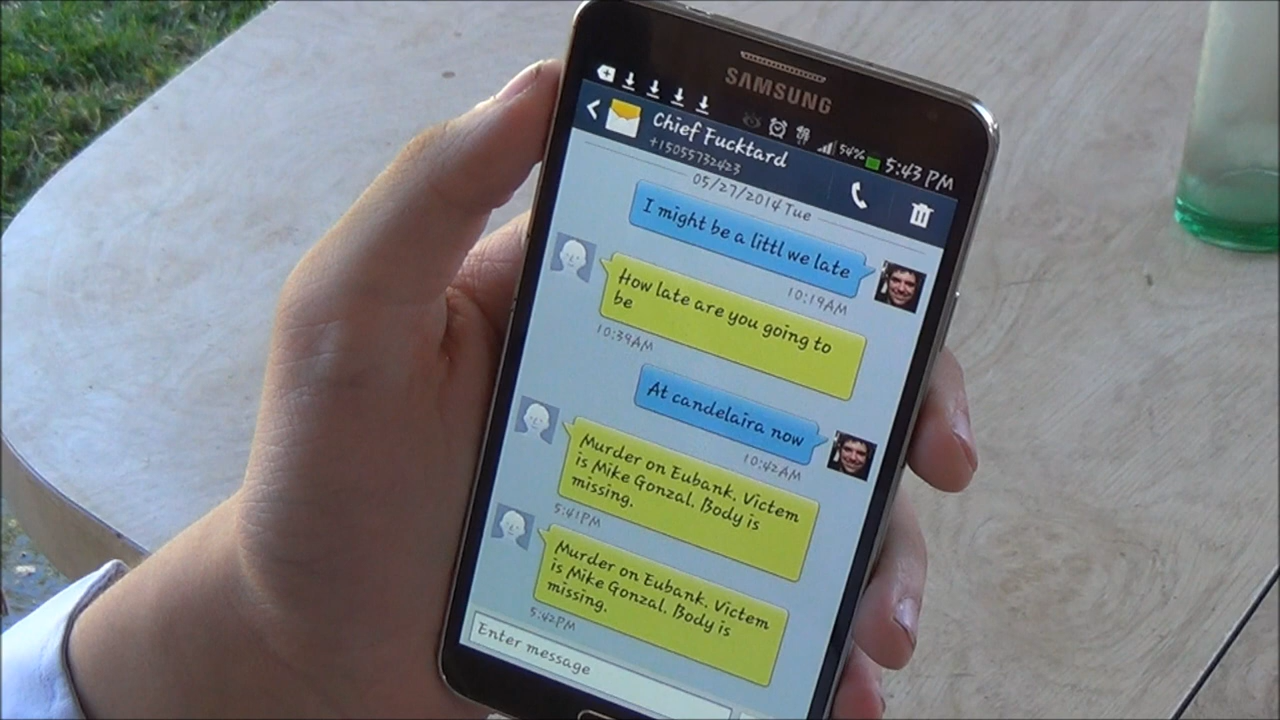 SAMSUNG
54% 5:43 PM
Chief Fucktard
+15055732423
05/27/2014 Tue
I might be a littl we late
10:19AM
How late are you going to
be
10:39AM
At candelaira now
10:42AM
Murder on Eubank. Victem
is Mike Gonzal. Body is
missing.
5:41PM
Murder on Eubank. Victem
is Mike Gonzal. Body is
missing.
5:42PM
Enter message